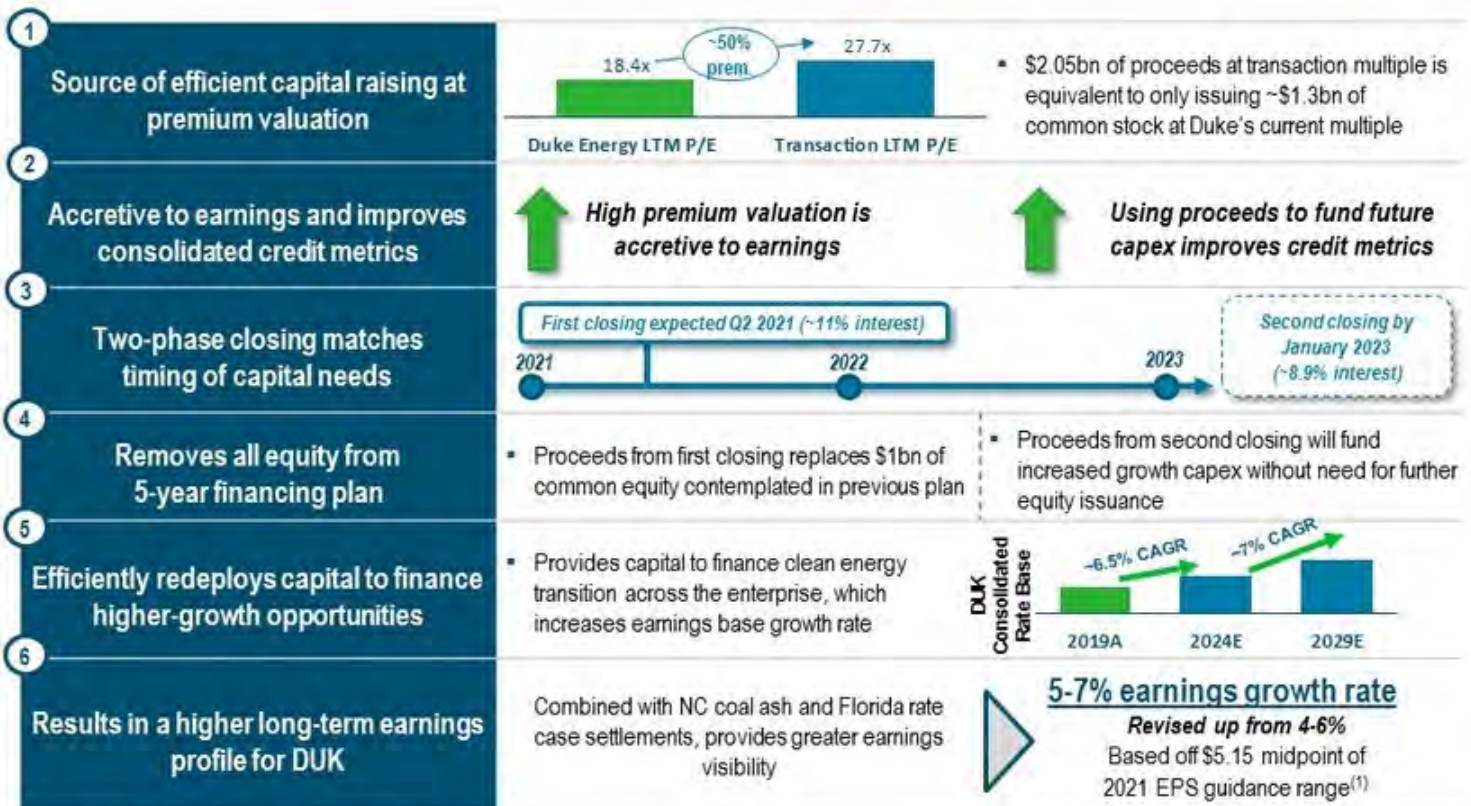 1
Source of efficient capital raising at
premium valuation
18.4x
~50%
prem.
27.7x
Duke Energy LTM P/E
Transaction LTM P/E
▪ $2.05bn of proceeds at transaction multiple is
equivalent to only issuing ~$1.3bn of
common stock at Duke's current multiple
2
Accretive to earnings and improves
consolidated credit metrics
High premium valuation is
accretive to earnings
Using proceeds to fund future
capex improves credit metrics
3
Two-phase closing matches
timing of capital needs
First closing expected Q2 2021 (~11% interest)
2021
2022
2023
Second closing by
January 2023
(~8.9% interest)
4
Removes all equity from
5-year financing plan
▪ Proceeds from first closing replaces $1bn of
common equity contemplated in previous plan
▪ Proceeds from second closing will fund
increased growth capex without need for further
equity issuance
5
Efficiently redeploys capital to finance
higher-growth opportunities
▪ Provides capital to finance clean energy
transition across the enterprise, which
increases earnings base growth rate
DUK
Consolidated
Rate Base
~6.5% CAGR
~7% CAGR
2019A
2024E
2029E
6
Results in a higher long-term earnings
profile for DUK
Combined with NC coal ash and Florida rate
case settlements, provides greater earnings
visibility
5-7% earnings growth rate
Revised up from 4-6%
Based off $5.15 midpoint of
2021 EPS guidance range(1)